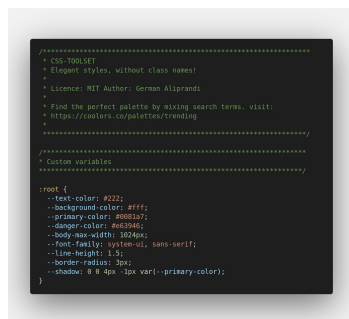 /******************************************************************
 * CSS-TOOLSET
 * Elegant styles, without class names!
 *
 * Licence: MIT Author: German Aliprandi
 *
 * Find the perfect palette by mixing search terms. visit:
 * https://coolors.co/palettes/trending
 *
 *****************************************************************/

/*****************************************************************
* Custom variables
*****************************************************************/

:root {
  --text-color: #222;
  --background-color: #fff;
  --primary-color: #0081a7;
  --danger-color: #e63946;
  --body-max-width: 1024px;
  --font-family: system-ui, sans-serif;
  --line-height: 1.5;
  --border-radius: 3px;
  --shadow: 0 0 4px -1px var(--primary-color);
}